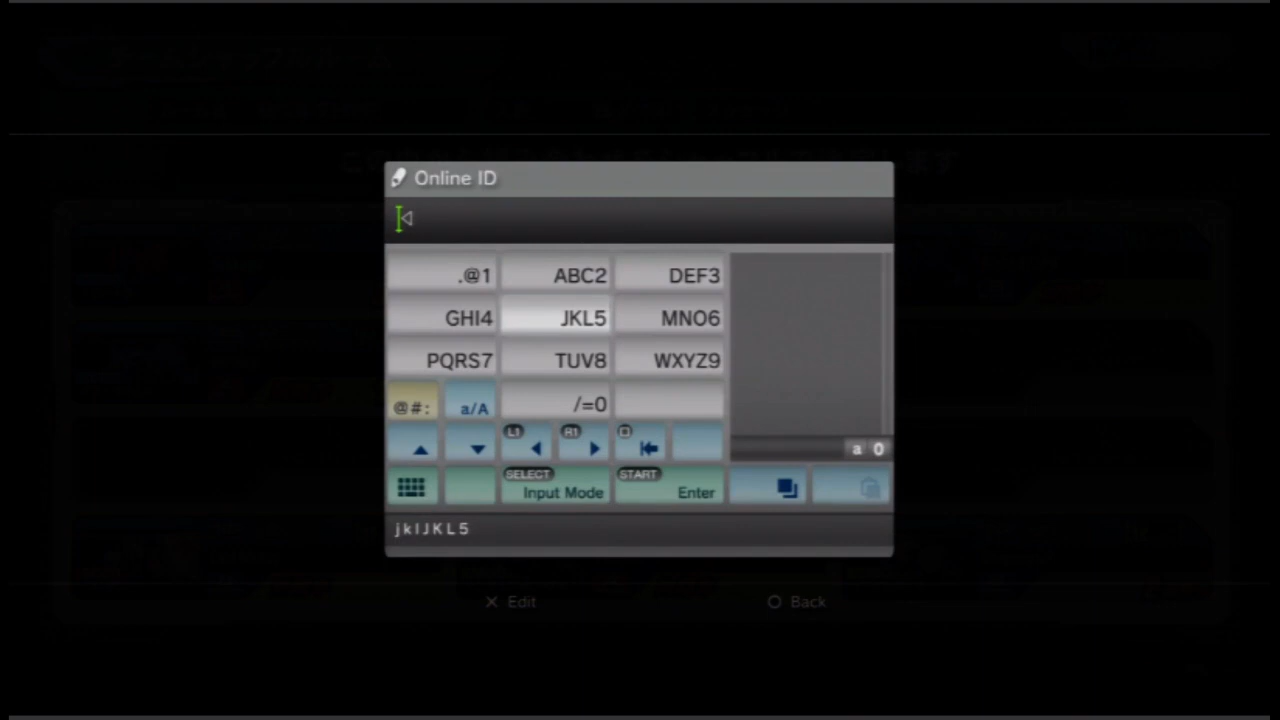 Online ID
.@1 ABC2 DEF3
GHI4 JKL5 MNO6
PQRS7 TUV8 WXYZ9
@#: a/A /=0
L1 R1
a 0
SELECT Input Mode START Enter
jklJKL5
Edit Back